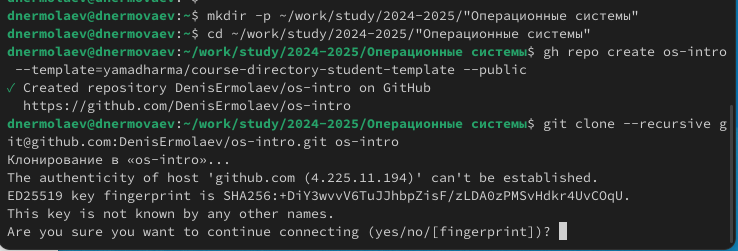 dnermolaev@dnermovaev:~$ mkdir -p ~/work/study/2024-2025/"Операционные системы"
dnermolaev@dnermovaev:~$ cd ~/work/study/2024-2025/"Операционные системы"
dnermolaev@dnermovaev:~/work/study/2024-2025/Операционные системы$ gh repo create os-intro
--template=yamadharma/course-directory-student-template --public
✓ Created repository DenisErmolaev/os-intro on GitHub
https://github.com/DenisErmolaev/os-intro
dnermolaev@dnermovaev:~/work/study/2024-2025/Операционные системы$ git clone --recursive g
it@github.com:DenisErmolaev/os-intro.git os-intro
Клонирование в «os-intro»...
The authenticity of host 'github.com (4.225.11.194)' can't be established.
ED25519 key fingerprint is SHA256:+DiY3wvvV6TuJJhbpZisF/zLDA0zPMSvHdkr4UvCOqU.
This key is not known by any other names.
Are you sure you want to continue connecting (yes/no/[fingerprint])?